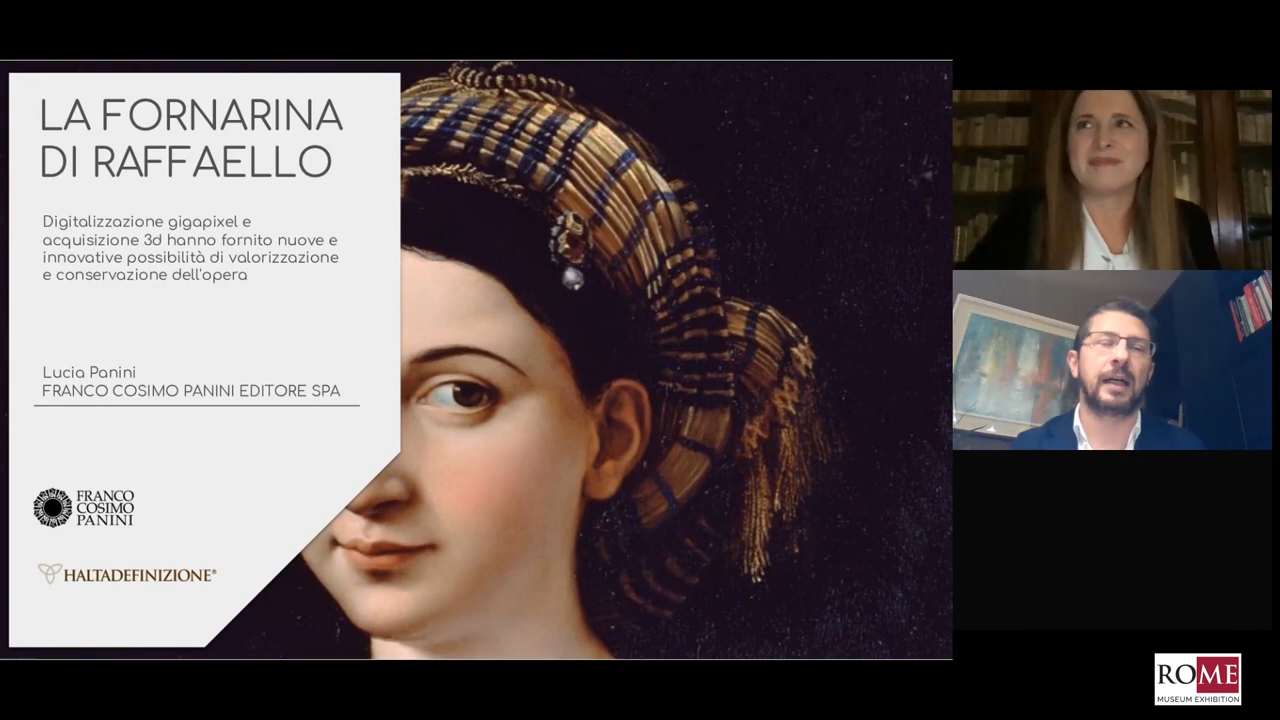 LA FORNARINA
DI RAFFAELLO
Digitalizzazione gigapixel e
acquisizione 3d hanno fornito nuove e
innovative possibilità di valorizzazione
e conservazione dell'opera
Lucia Panini
FRANCO COSIMO PANINI EDITORE SPA
FRANCO
COSIMO
PANINI
HALTADEFINIZIONE®
ROME
MUSEUM EXHIBITION